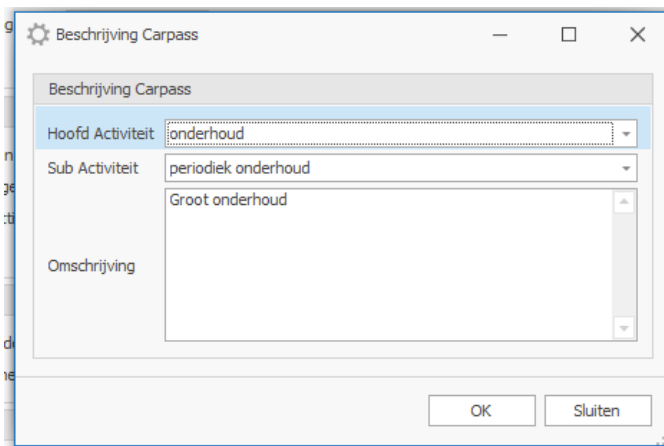 Beschrijving Carpass
Beschrijving Carpass
Hoofd Activiteit onderhoud
Sub Activiteit periodiek onderhoud
Omschrijving Groot onderhoud
OK Sluiten